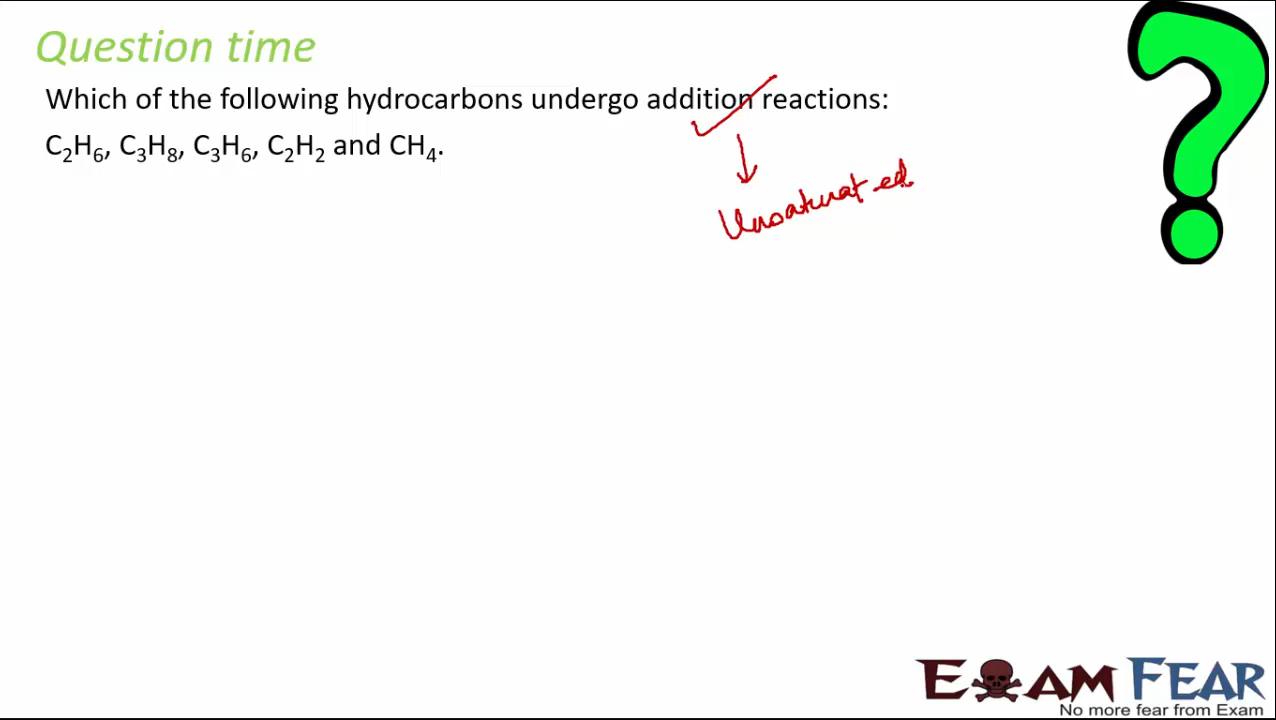 Question time
Which of the following hydrocarbons undergo addition reactions:
C₂H₆, C₃H₈, C₃H₆, C₂H₂ and CH₄.
Unsaturated
EXAM FEAR
No more fear from Exam